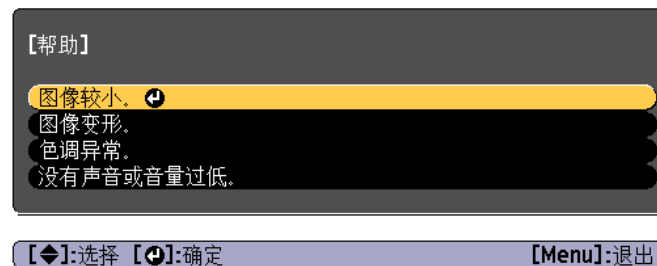 [帮助]
图像较小。
图像变形。
色调异常。
没有声音或音量过低。
[◆]:选择 [↵]:确定 [Menu]:退出